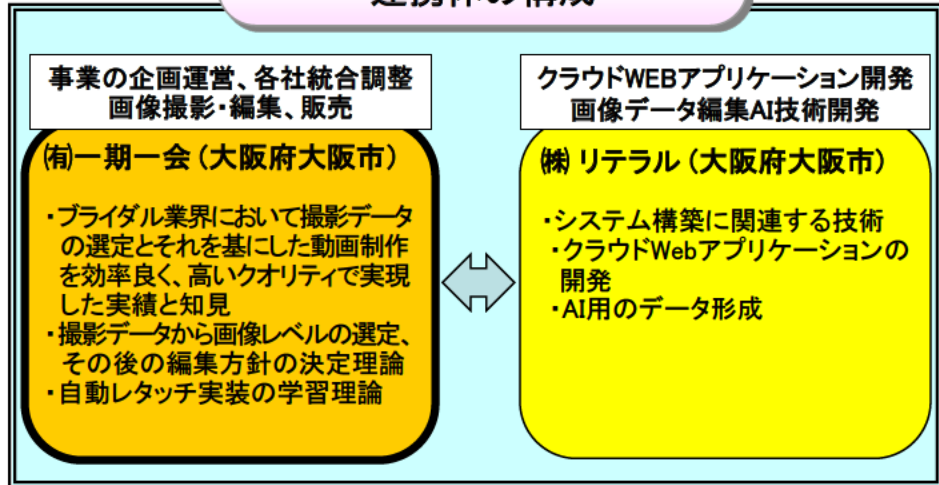 連携体の構成
事業の企画運営、各社統合調整
画像撮影・編集、販売
㈲一期一会(大阪府大阪市)
・ブライダル業界において撮影データ
の選定とそれを基にした動画制作
を効率良く、高いクオリティで実現
した実績と知見
・撮影データから画像レベルの選定、
その後の編集方針の決定理論
・自動レタッチ実装の学習理論
クラウドWEBアプリケーション開発
画像データ編集AI技術開発
㈱ リテラル(大阪府大阪市)
・システム構築に関連する技術
・クラウドWebアプリケーションの
開発
・AI用のデータ形成